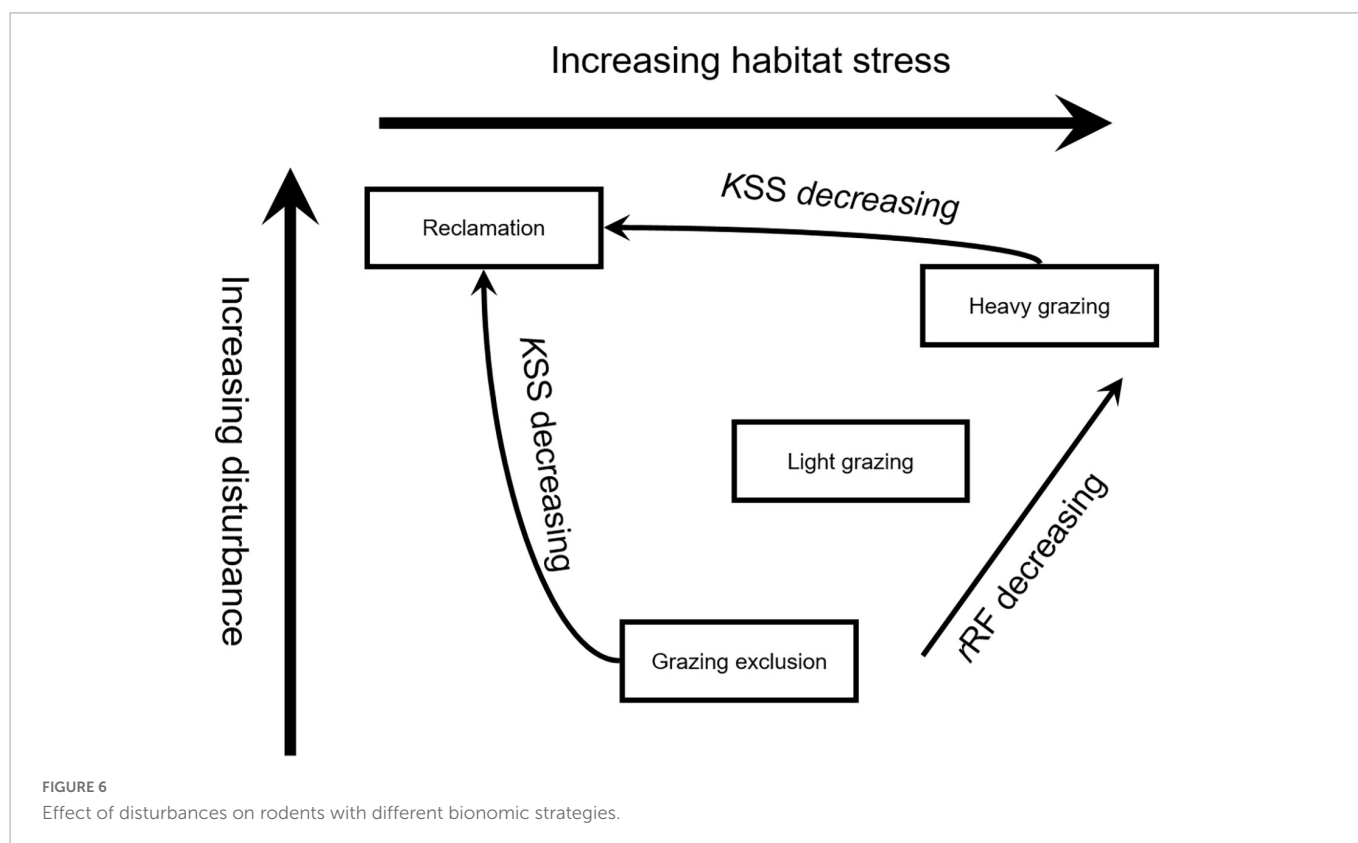 Increasing habitat stress
KSS decreasing
Reclamation
Heavy grazing
Increasing disturbance
KSS decreasing
Light grazing
rRF decreasing
Grazing exclusion
FIGURE 6
Effect of disturbances on rodents with different bionomic strategies.